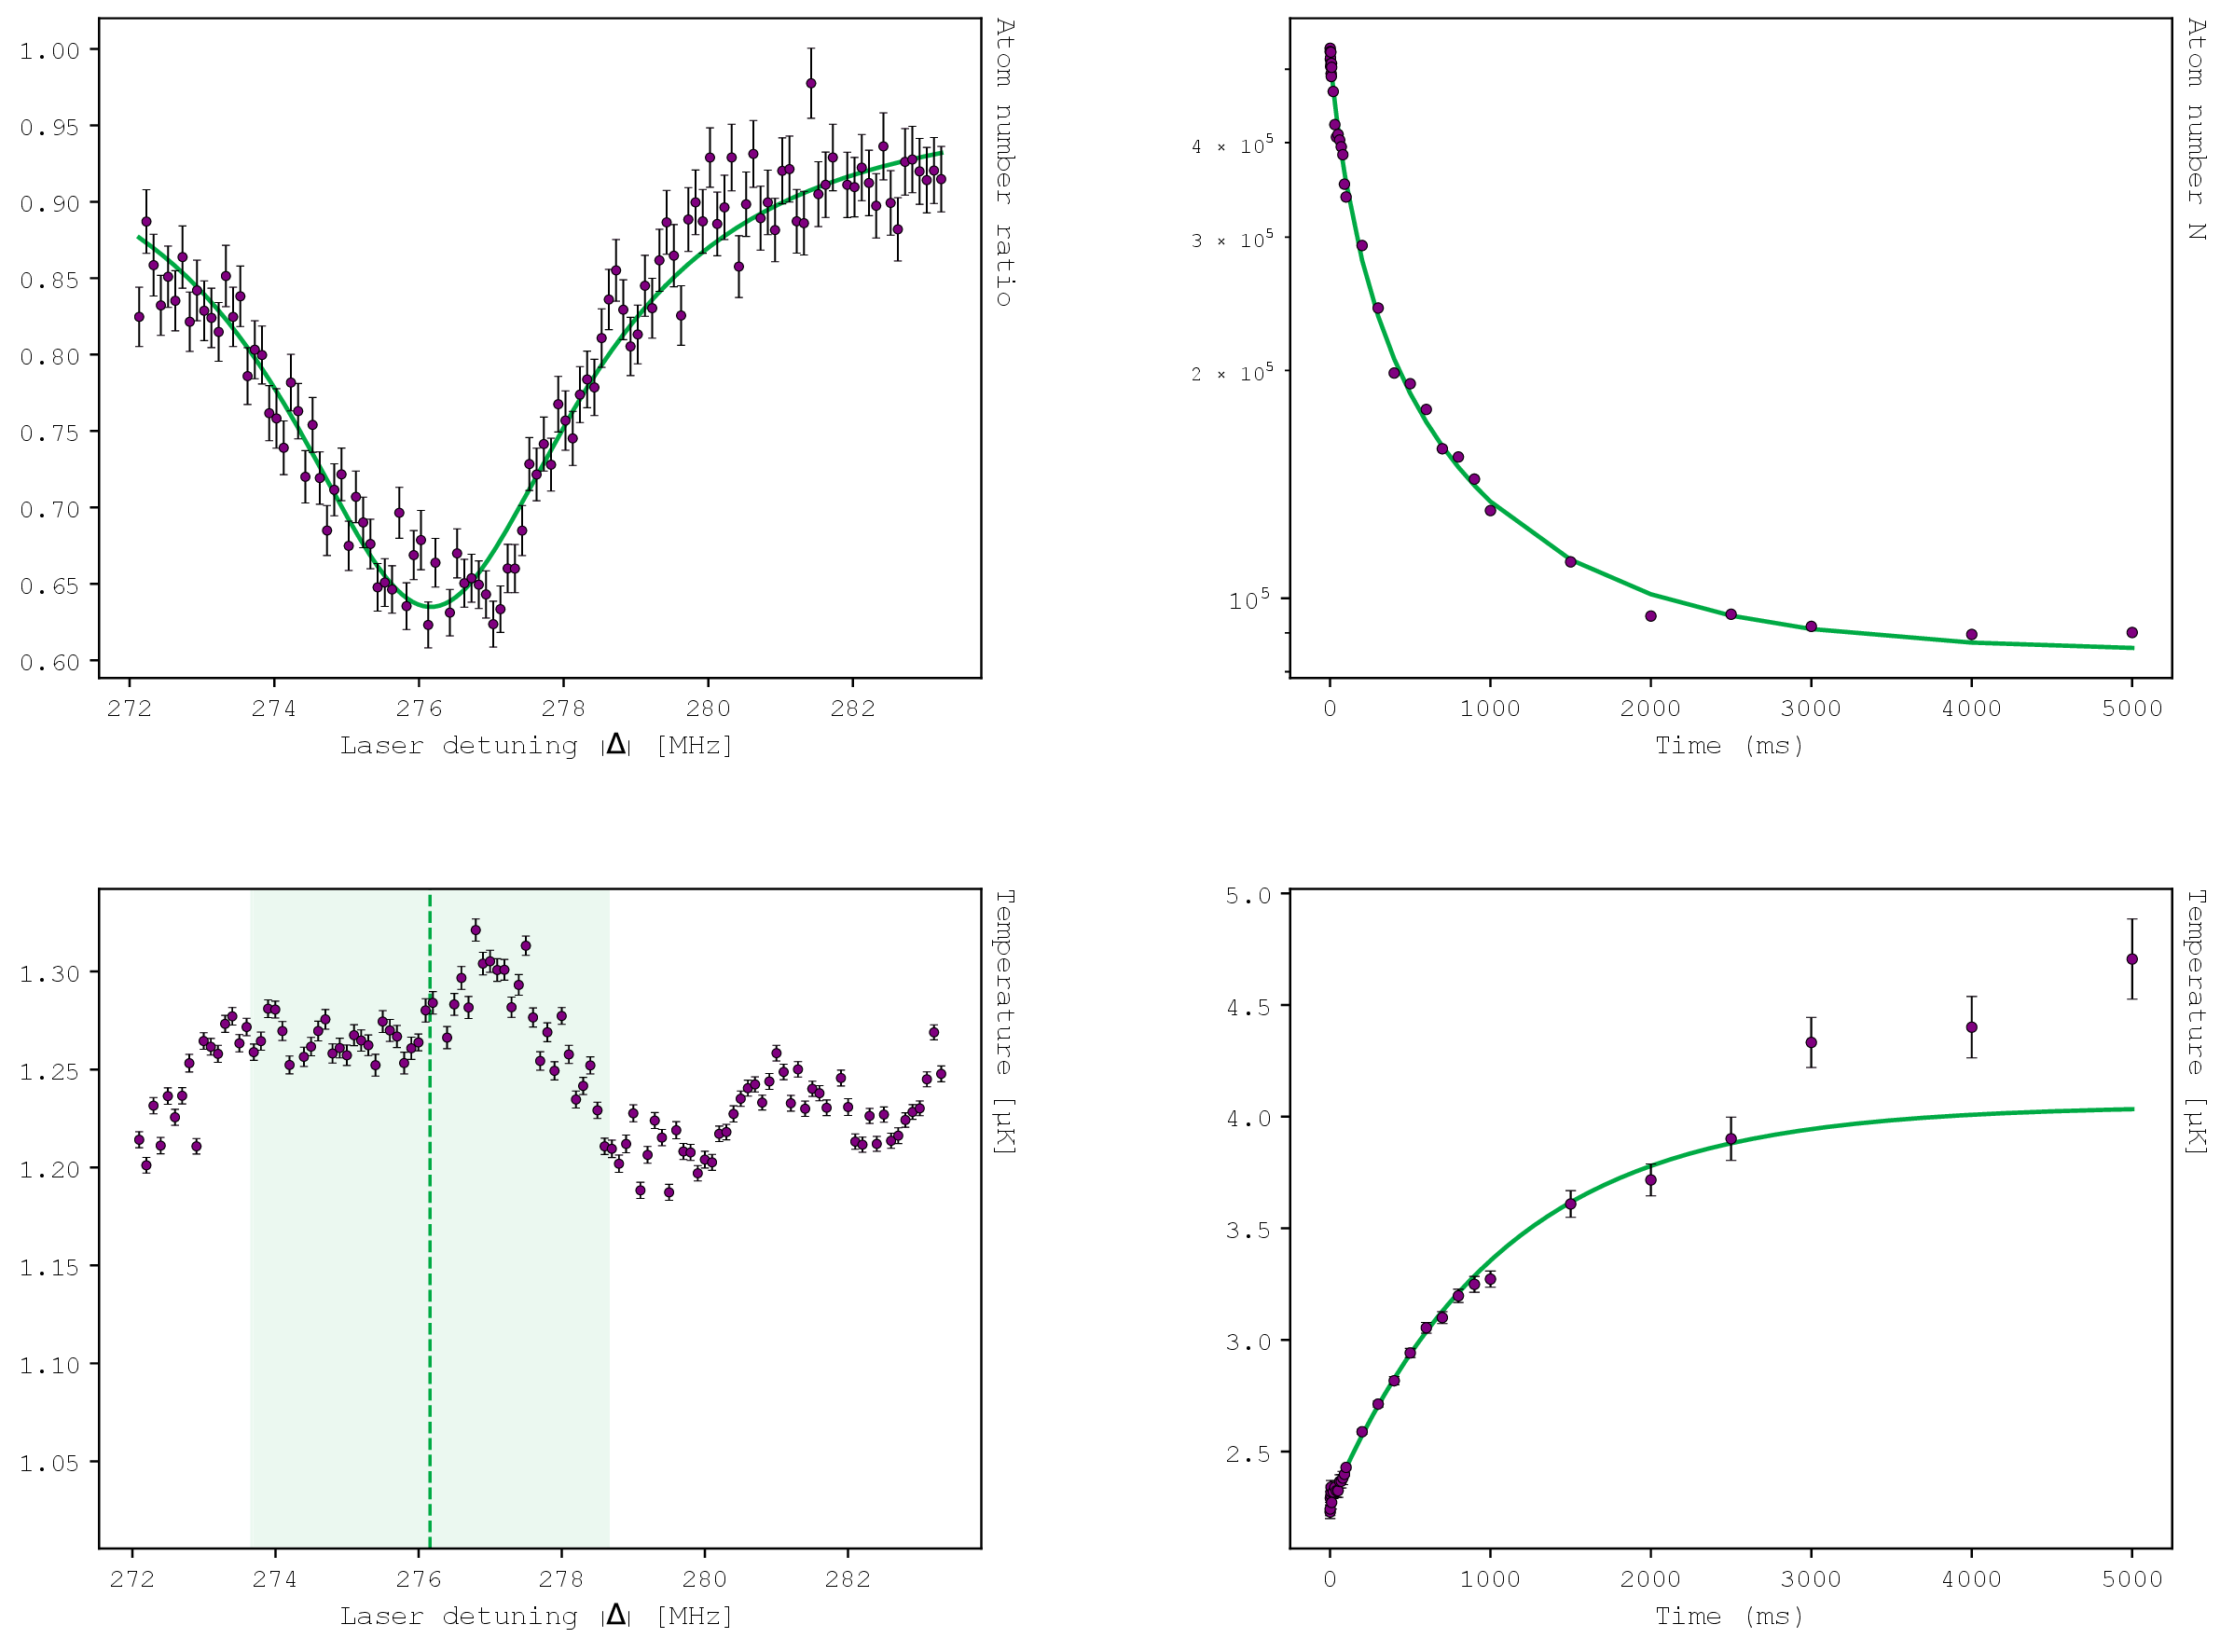 1.00
0.95
0.90
0.85
0.80
0.75
0.70
0.65
0.60
272 274 276 278 280 282
Laser detuning |Δ| [MHz]
Atom number ratio
4 × 10⁵
3 × 10⁵
2 × 10⁵
10⁵
0 1000 2000 3000 4000 5000
Time (ms)
Atom number N
1.30
1.25
1.20
1.15
1.10
1.05
272 274 276 278 280 282
Laser detuning |Δ| [MHz]
Temperature [μK]
5.0
4.5
4.0
3.5
3.0
2.5
0 1000 2000 3000 4000 5000
Time (ms)
Temperature [μK]